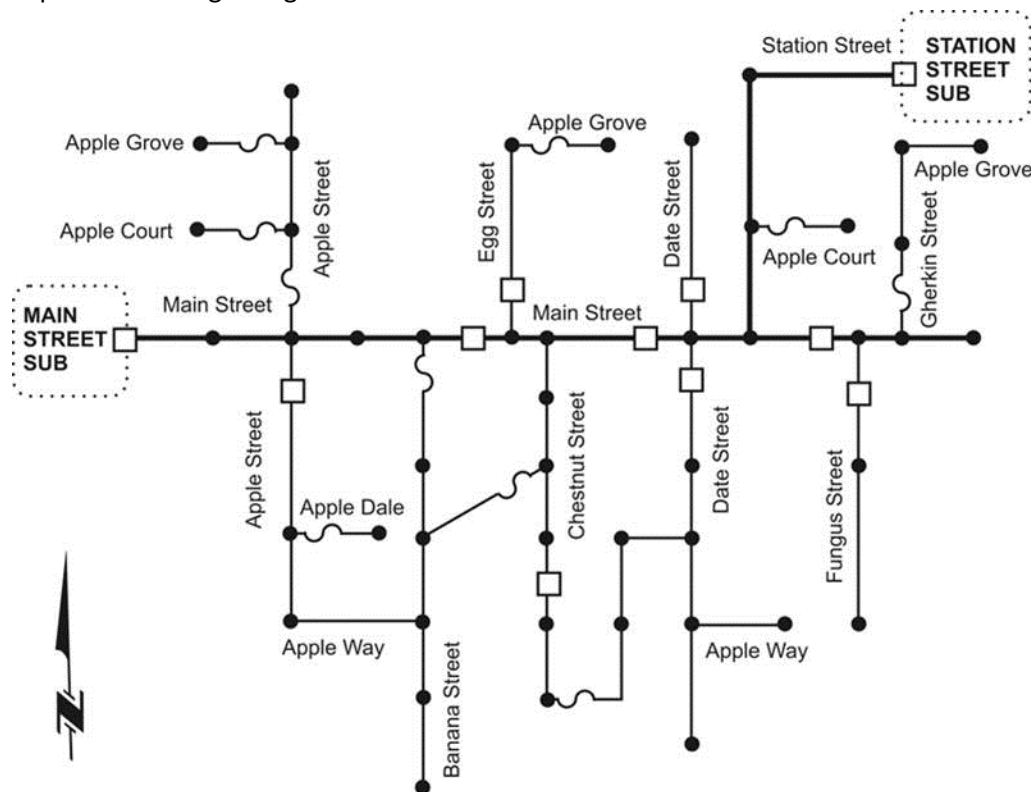 Station Street
STATION
STREET
SUB
Apple Grove
Apple Grove
Apple Grove
Apple Street
Egg Street
Date Street
Gherkin Street
Apple Court
Apple Court
MAIN
STREET
SUB
Main Street
Main Street
Apple Street
Apple Dale
Chestnut Street
Date Street
Fungus Street
Apple Way
Apple Way
Banana Street
N